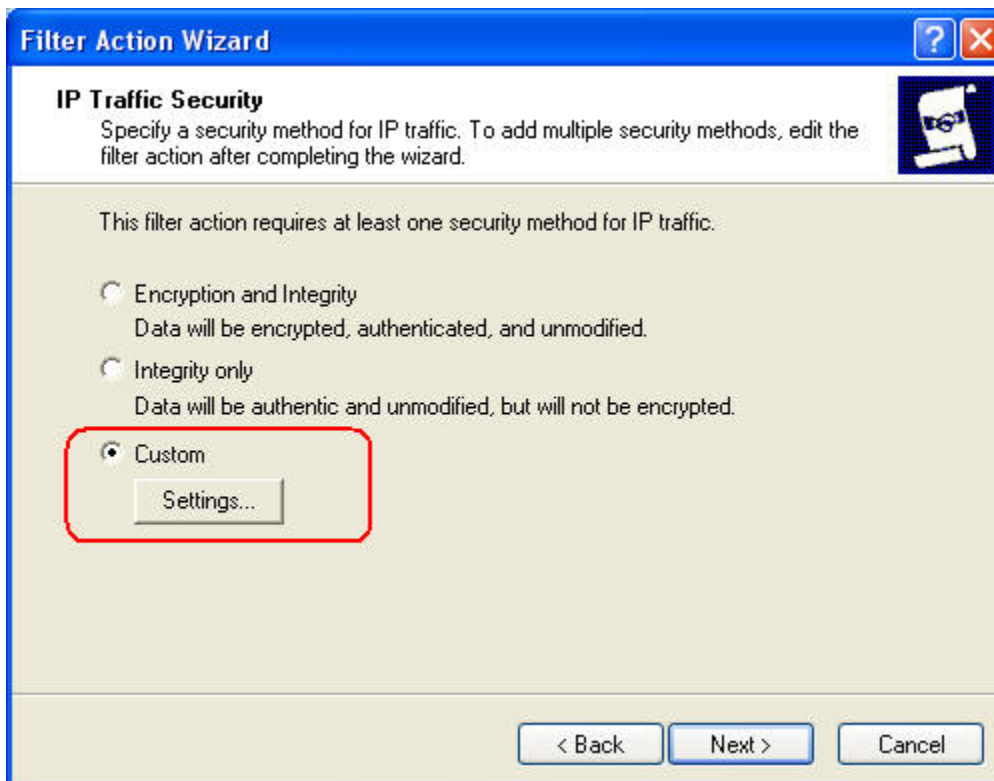 Filter Action Wizard
IP Traffic Security
Specify a security method for IP traffic. To add multiple security methods, edit the
filter action after completing the wizard.
This filter action requires at least one security method for IP traffic.
Encryption and Integrity
Data will be encrypted, authenticated, and unmodified.
Integrity only
Data will be authentic and unmodified, but will not be encrypted.
Custom
Settings...
< Back
Next >
Cancel